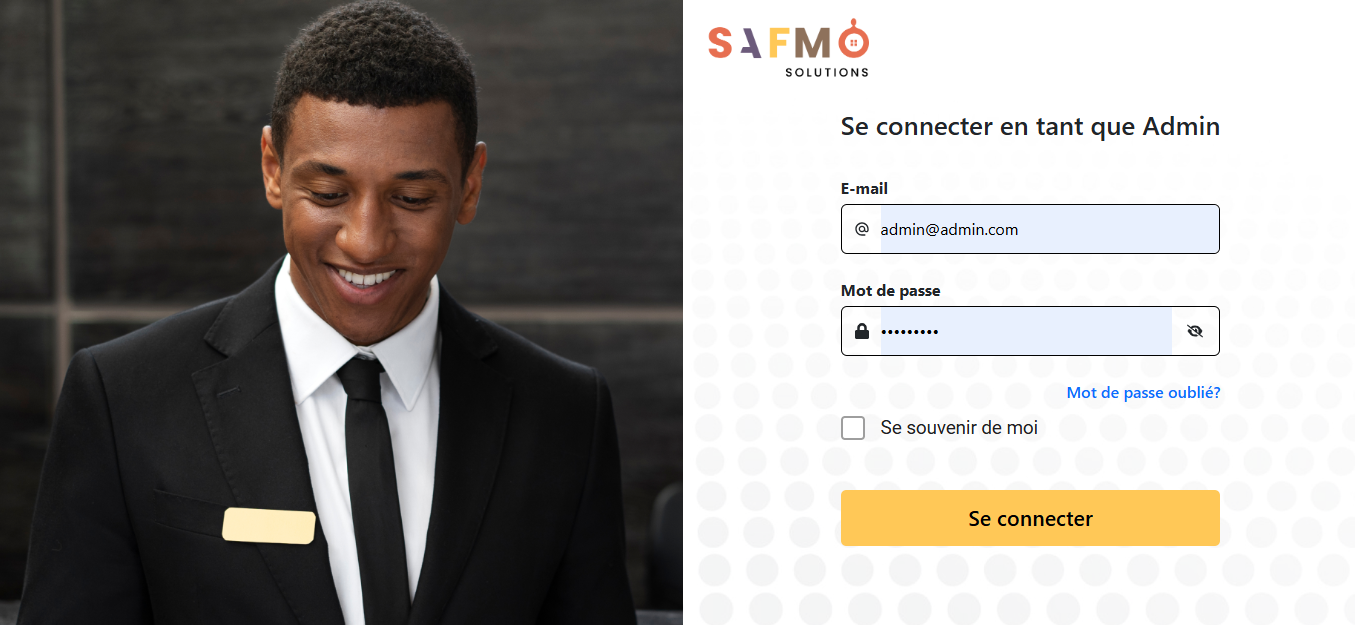 SAFMO
SOLUTIONS
Se connecter en tant que Admin
E-mail
@ admin@admin.com
Mot de passe
•••••••••
Mot de passe oublié?
Se souvenir de moi
Se connecter